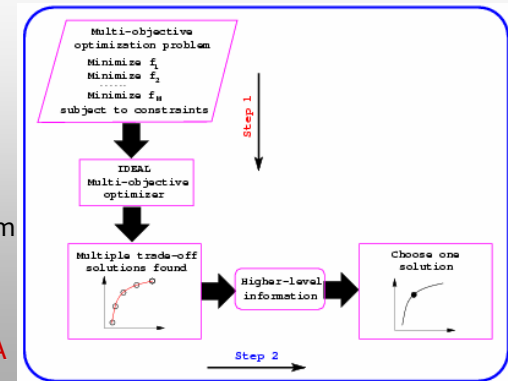 Multi-objective
optimization problem
Minimize f1
Minimize f2
......
Minimize fM
subject to constraints
Step 1
IDEAL
Multi-objective
optimizer
m
Multiple trade-off
solutions found
Higher-level
information
Choose one
solution
A
Step 2